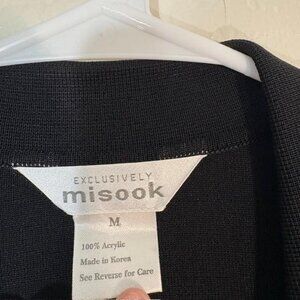 EXCLUSIVELY
misook
M
100% Acrylic
Made in Korea
See Reverse for Care